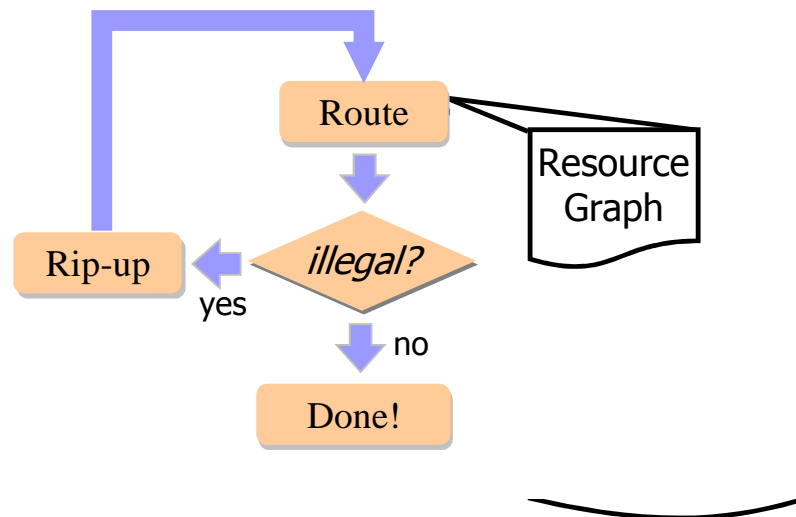 Route
Resource
Graph
illegal?
Rip-up
yes
no
Done!